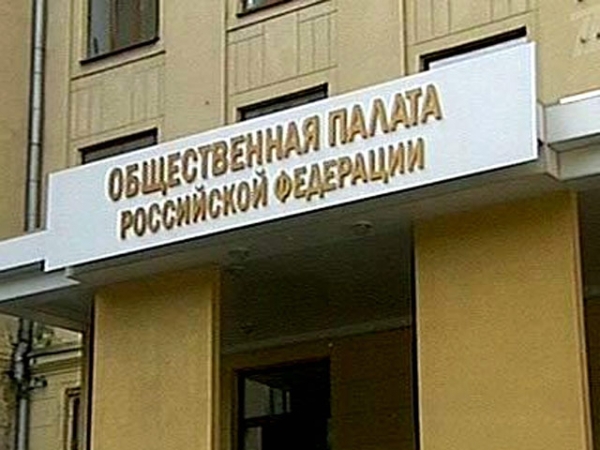 ОБЩЕСТВЕННАЯ ПАЛАТА
РОССИЙСКОЙ ФЕДЕРАЦИИ